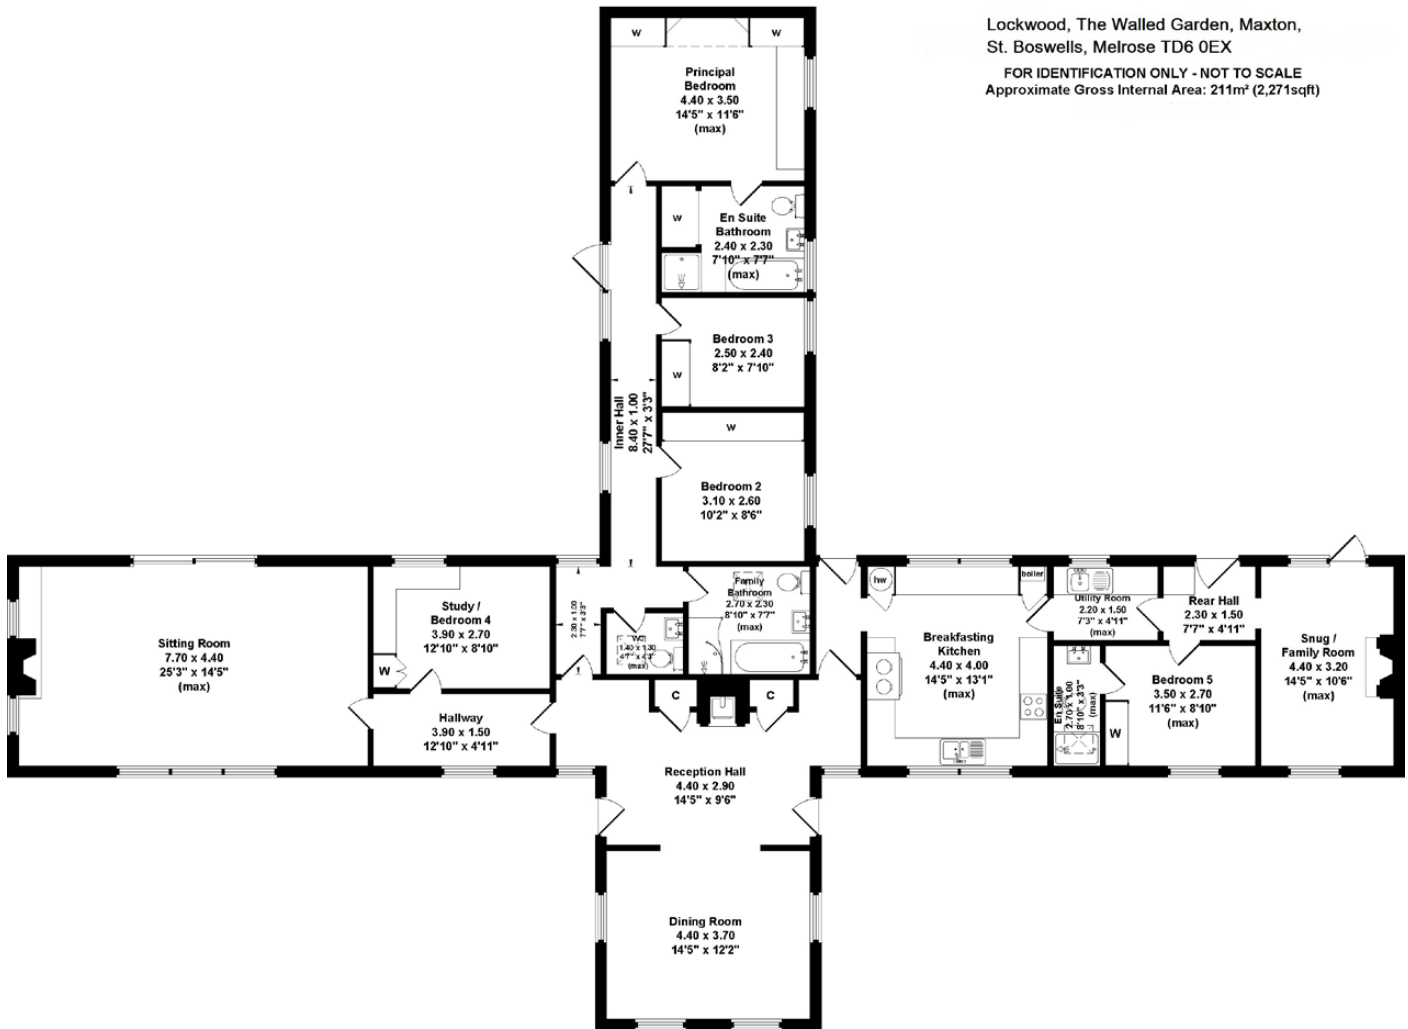 Lockwood, The Walled Garden, Maxton,
St. Boswells, Melrose TD6 0EX
FOR IDENTIFICATION ONLY - NOT TO SCALE
Approximate Gross Internal Area: 211m² (2,271sqft)
W
W
Principal
Bedroom
4.40 x 3.50
14'5" x 11'6"
(max)
W
En Suite
Bathroom
2.40 x 2.30
7'10" x 7'7"
(max)
Bedroom 3
2.50 x 2.40
8'2" x 7'10"
W
Inner Hall
8.40 x 1.00
27'7" x 3'3"
W
Bedroom 2
3.10 x 2.60
10'2" x 8'6"
Sitting Room
7.70 x 4.40
25'3" x 14'5"
(max)
Study /
Bedroom 4
3.90 x 2.70
12'10" x 8'10"
W
Hallway
3.90 x 1.50
12'10" x 4'11"
2.30 x 1.00
7'7" x 3'3"
WC
1.40 x 1.30
4'7" x 4'3"
(max)
Family
Bathroom
2.70 x 2.30
8'10" x 7'7"
(max)
C
C
Reception Hall
4.40 x 2.90
14'5" x 9'6"
Dining Room
4.40 x 3.70
14'5" x 12'2"
hw
boiler
Breakfasting
Kitchen
4.40 x 4.00
14'5" x 13'1"
(max)
Utility Room
2.20 x 1.50
7'3" x 4'11"
(max)
Rear Hall
2.30 x 1.50
7'7" x 4'11"
En Suite
2.70 x 1.00
8'10" x 3'3"
(max)
W
Bedroom 5
3.50 x 2.70
11'6" x 8'10"
(max)
Snug /
Family Room
4.40 x 3.20
14'5" x 10'6"
(max)